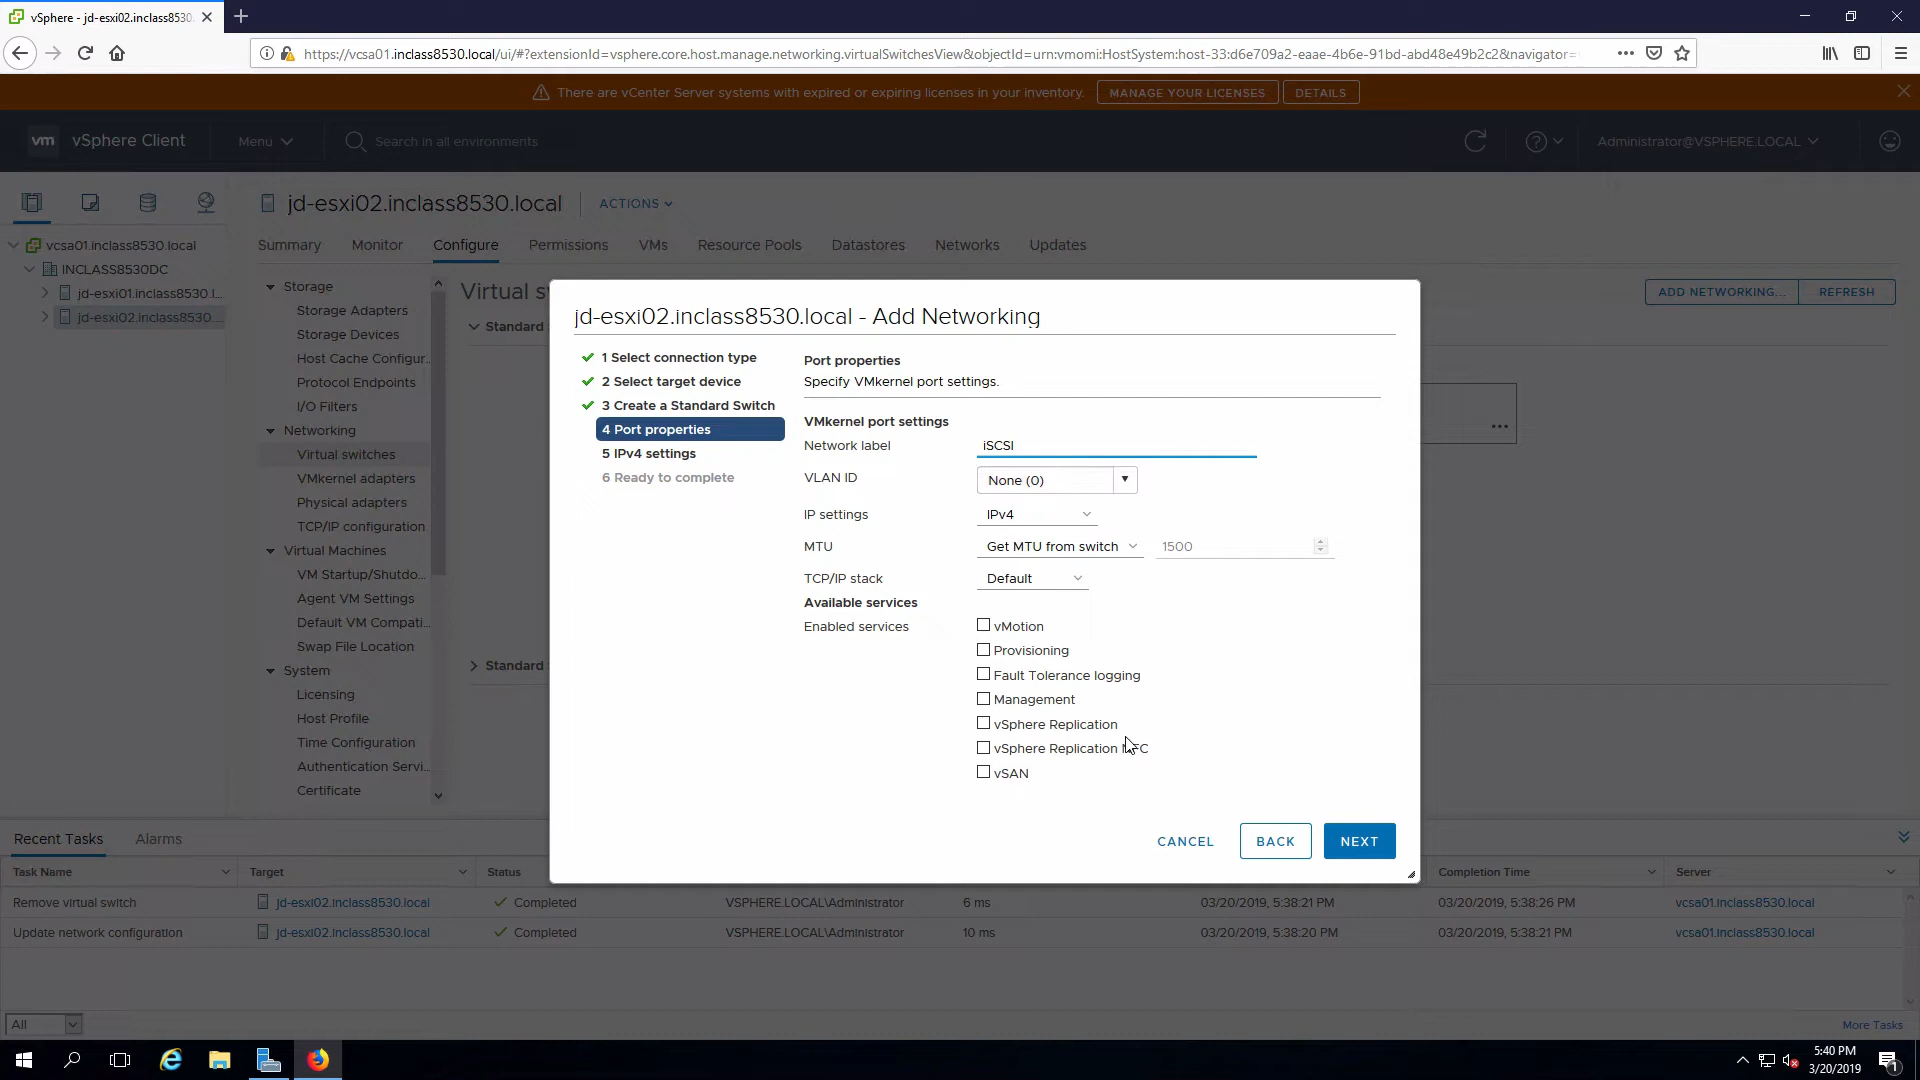 vSphere - jd-esxi02.inclass8530.
https://vcsa01.inclass8530.local/ui/#?extensionId=vsphere.core.host.manage.networking.virtualSwitchesView&objectId=urn:vmomi:HostSystem:host-33:d6e709a2-eaae-4b6e-91bd-abd48e49b2c2&navigator=
There are vCenter Server systems with expired or expiring licenses in your inventory.
MANAGE YOUR LICENSES
DETAILS
vm
vSphere Client
Menu
Search in all environments
Administrator@VSPHERE.LOCAL
jd-esxi02.inclass8530.local
ACTIONS
vcsa01.inclass8530.local
INCLASS8530DC
jd-esxi01.inclass8530.l...
jd-esxi02.inclass8530....
Summary
Monitor
Configure
Permissions
VMs
Resource Pools
Datastores
Networks
Updates
Storage
Storage Adapters
Storage Devices
Host Cache Configur...
Protocol Endpoints
I/O Filters
Networking
Virtual switches
VMkernel adapters
Physical adapters
TCP/IP configuration
Virtual Machines
VM Startup/Shutdo...
Agent VM Settings
Default VM Compati...
Swap File Location
System
Licensing
Host Profile
Time Configuration
Authentication Servi...
Certificate
Virtual s
ADD NETWORKING...
REFRESH
Standard
Standard
jd-esxi02.inclass8530.local - Add Networking
1 Select connection type
2 Select target device
3 Create a Standard Switch
4 Port properties
5 IPv4 settings
6 Ready to complete
Port properties
Specify VMkernel port settings.
VMkernel port settings
Network label
iSCSI
VLAN ID
None (0)
IP settings
IPv4
MTU
Get MTU from switch
1500
TCP/IP stack
Default
Available services
Enabled services
vMotion
Provisioning
Fault Tolerance logging
Management
vSphere Replication
vSphere Replication
vSAN
CANCEL
BACK
NEXT
Recent Tasks
Alarms
Task Name
Target
Status
Completion Time
Server
Remove virtual switch
jd-esxi02.inclass8530.local
Completed
VSPHERE.LOCAL\Administrator
6 ms
03/20/2019, 5:38:21 PM
03/20/2019, 5:38:26 PM
vcsa01.inclass8530.local
Update network configuration
jd-esxi02.inclass8530.local
Completed
VSPHERE.LOCAL\Administrator
10 ms
03/20/2019, 5:38:20 PM
03/20/2019, 5:38:21 PM
vcsa01.inclass8530.local
All
More Tasks
5:40 PM
3/20/2019
1